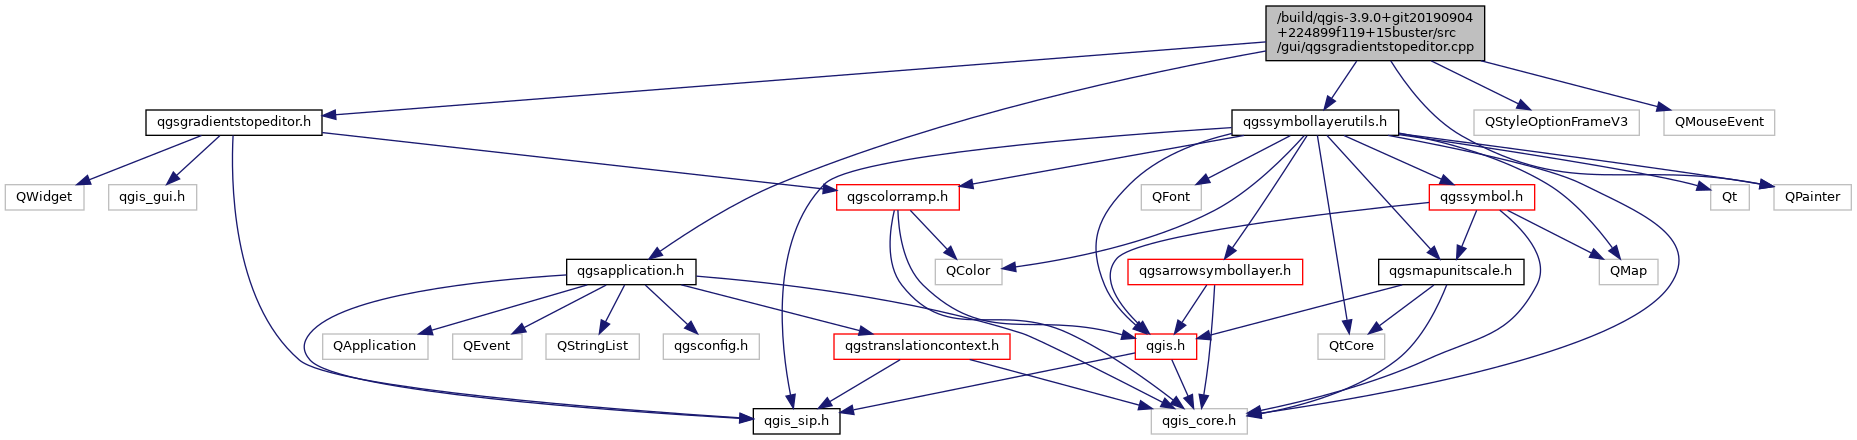 /build/qgis-3.9.0+git20190904
+224899f119+15buster/src
/gui/qgsgradientstopeditor.cpp
qgsgradientstopeditor.h
qgssymbollayerutils.h
QStyleOptionFrameV3
QMouseEvent
QWidget
qgis_gui.h
qgscolorramp.h
QFont
qgssymbol.h
Qt
QPainter
qgsapplication.h
QColor
qgsarrowsymbollayer.h
qgsmapunitscale.h
QMap
QApplication
QEvent
QStringList
qgsconfig.h
qgstranslationcontext.h
qgis.h
QtCore
qgis_sip.h
qgis_core.h